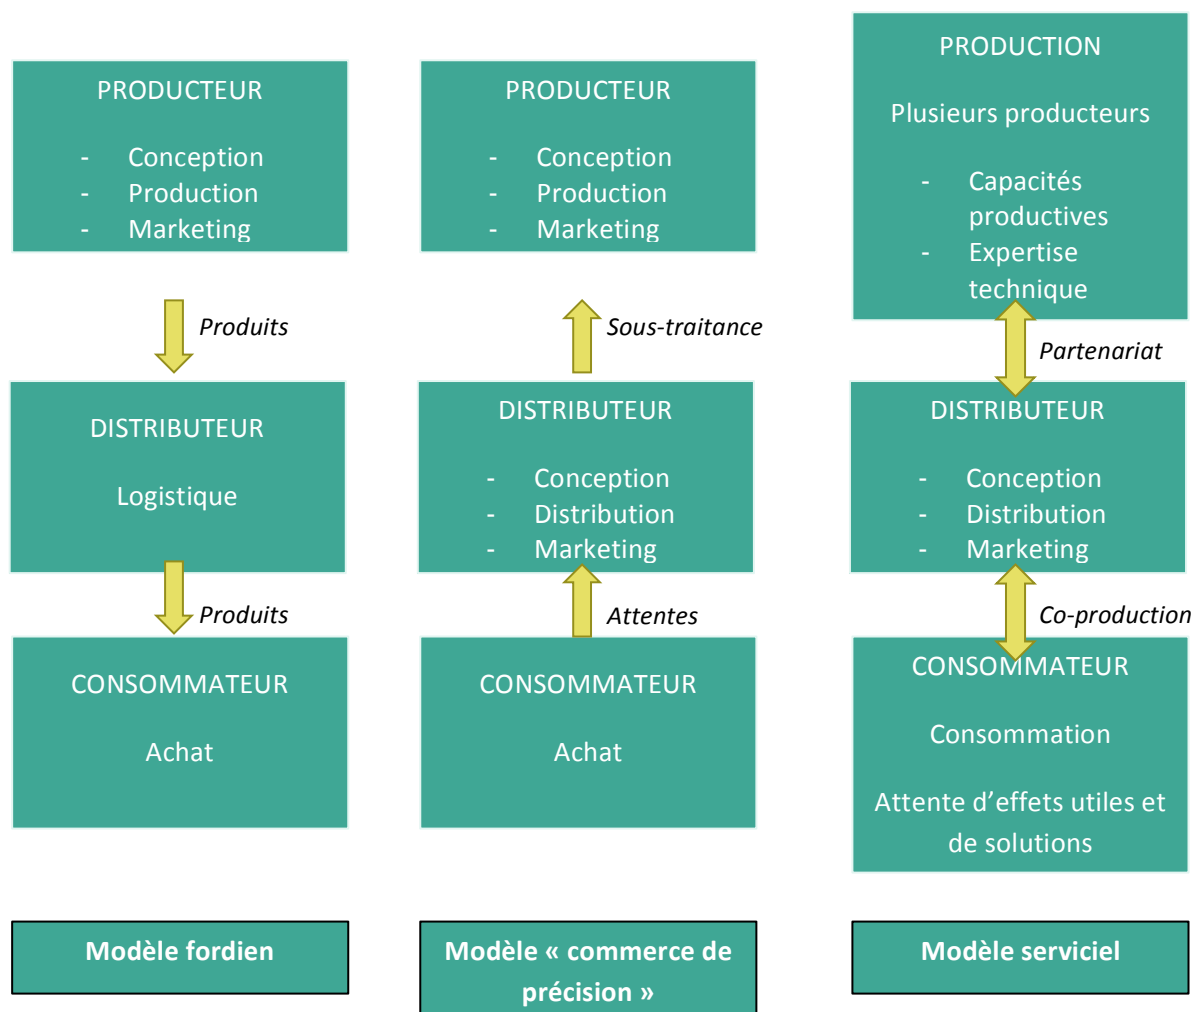 PRODUCTEUR
- Conception
- Production
- Marketing
Produits
DISTRIBUTEUR
Logistique
Produits
CONSOMMATEUR
Achat
Modèle fordien
PRODUCTEUR
- Conception
- Production
- Marketing
Sous-traitance
DISTRIBUTEUR
- Conception
- Distribution
- Marketing
Attentes
CONSOMMATEUR
Achat
Modèle « commerce de
précision »
PRODUCTION
Plusieurs producteurs
- Capacités
productives
- Expertise
technique
Partenariat
DISTRIBUTEUR
- Conception
- Distribution
- Marketing
Co-production
CONSOMMATEUR
Consommation
Attente d’effets utiles et
de solutions
Modèle serviciel